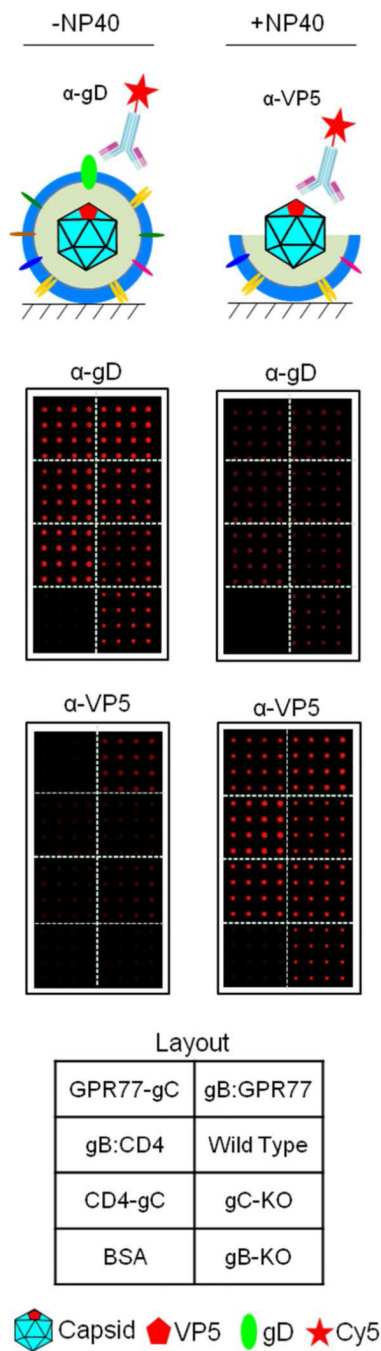 -NP40 +NP40
α-gD α-VP5
α-gD α-gD
α-VP5 α-VP5
Layout
GPR77-gC gB:GPR77
gB:CD4 Wild Type
CD4-gC gC-KO
BSA gB-KO
Capsid VP5 gD Cy5